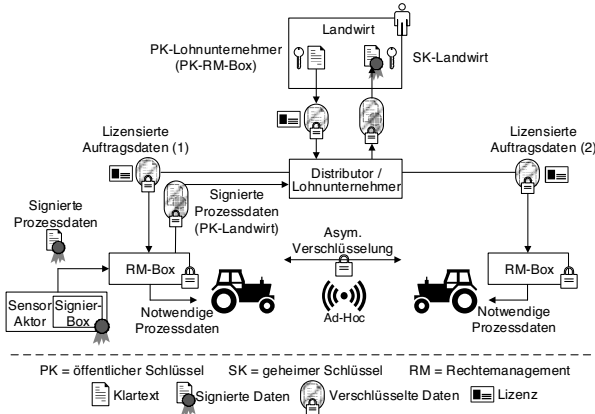 Landwirt
PK-Lohnunternehmer
(PK-RM-Box)
SK-Landwirt
Lizensierte
Auftragsdaten (1)
Lizensierte
Auftragsdaten (2)
Distributor /
Lohnunternehmer
Signierte
Prozessdaten
Signierte
Prozessdaten
(PK-Landwirt)
Asym.
Verschlüsselung
RM-Box
RM-Box
Sensor
Aktor
Signier-
Box
Notwendige
Prozessdaten
Ad-Hoc
Notwendige
Prozessdaten
PK = öffentlicher Schlüssel SK = geheimer Schlüssel RM = Rechtemanagement
Klartext Signierte Daten Verschlüsselte Daten Lizenz